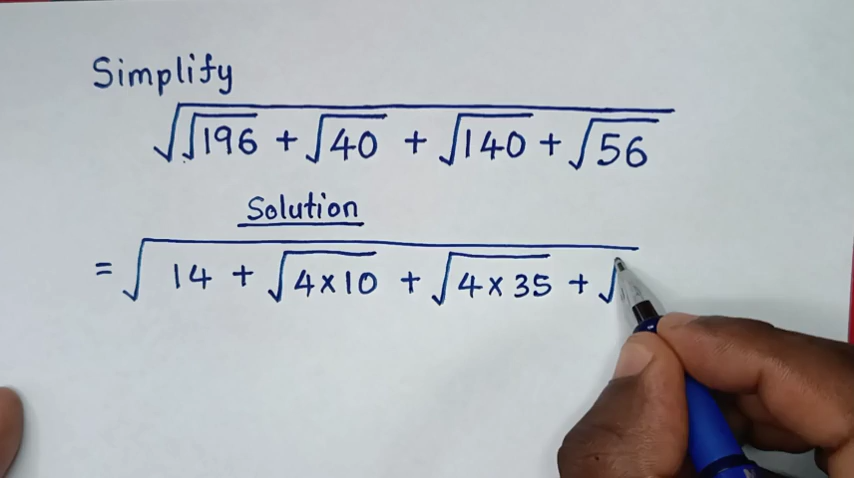 Simplify
√(√196 + √40 + √140 + √56)
Solution
= √(14 + √(4×10) + √(4×35) + √